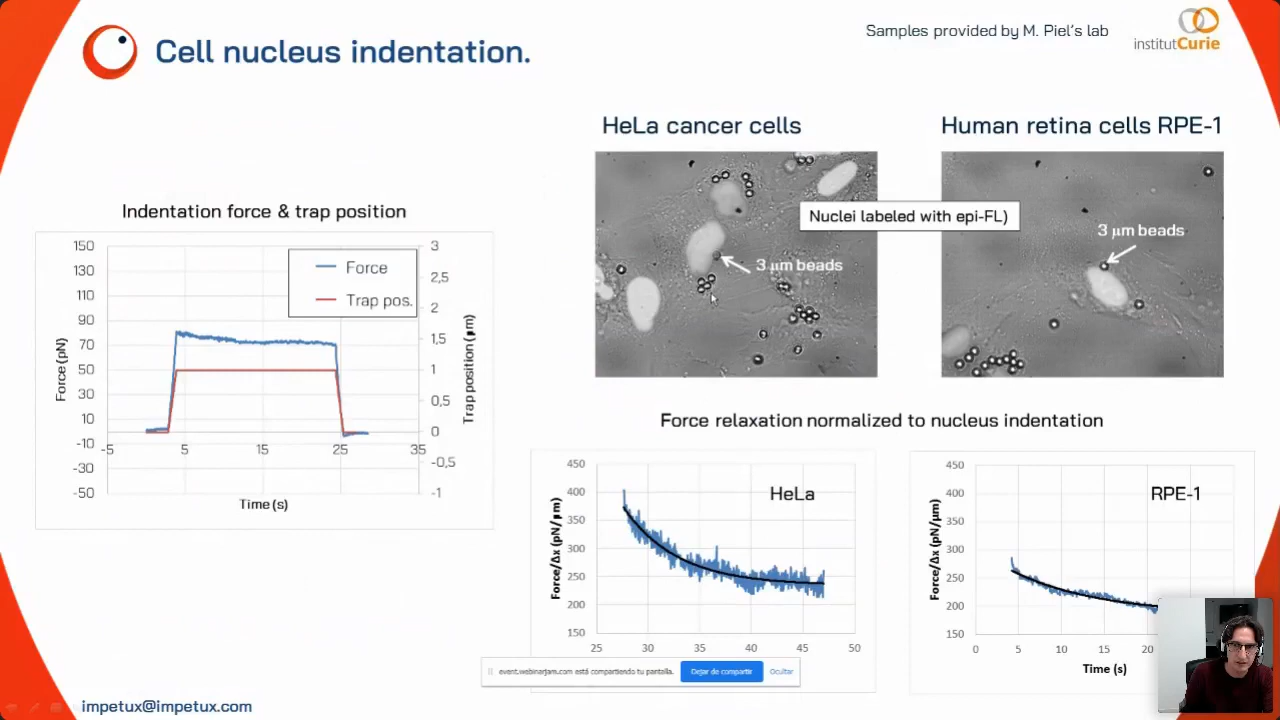 Cell nucleus indentation.
Samples provided by M. Piel's lab
institutCurie
HeLa cancer cells
Human retina cells RPE-1
Nuclei labeled with epi-FL)
3 μm beads
3 μm beads
Indentation force & trap position
150
130
110
90
70
50
30
10
-10
-30
-50
Force (pN)
Force
Trap pos.
3
2,5
2
1,5
1
0,5
0
-0,5
-1
Trap position (μm)
-5
5
15
25
35
Time (s)
Force relaxation normalized to nucleus indentation
HeLa
450
400
350
300
250
200
150
Force/Δx (pN/μm)
25
30
35
40
45
50
RPE-1
450
400
350
300
250
200
150
Force/Δx (pN/μm)
0
5
10
15
20
Time (s)
event.webinarjam.com está compartiendo tu pantalla.
Dejar de compartir
Ocultar
impetux@impetux.com